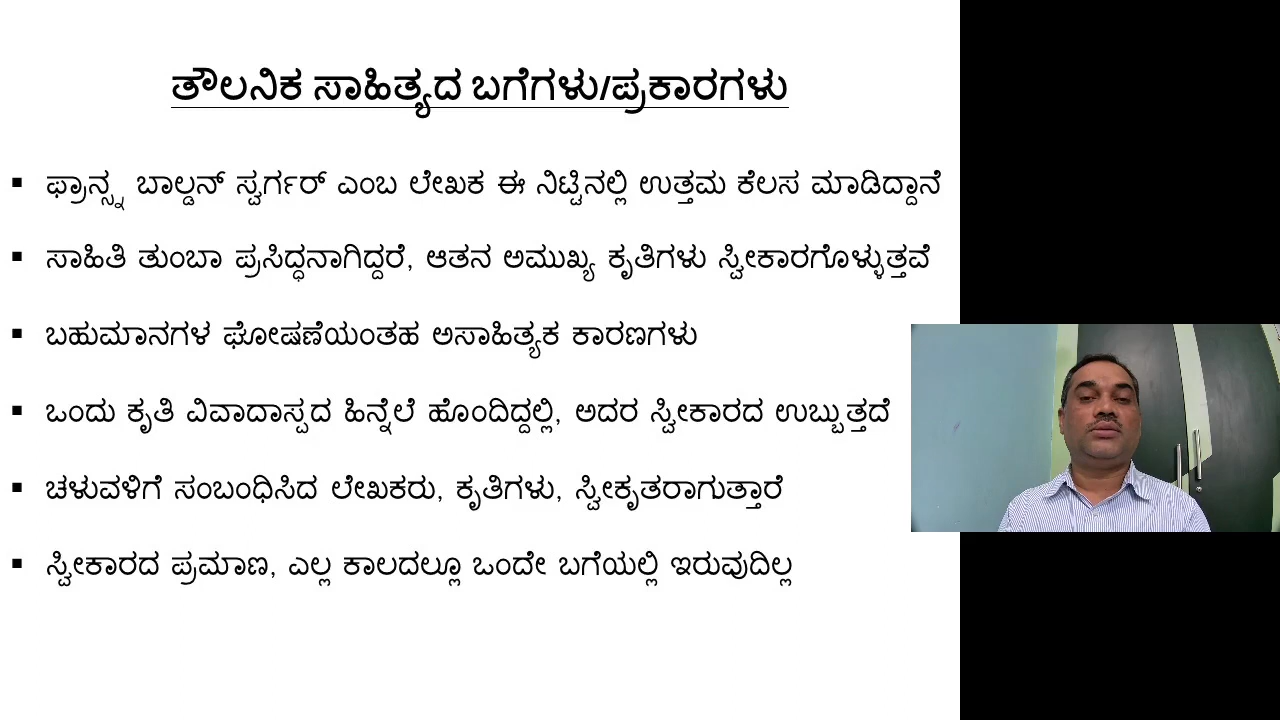 ತೌಲನಿಕ ಸಾಹಿತ್ಯದ ಬಗೆಗಳು/ಪ್ರಕಾರಗಳು
▪ ಫ್ರಾನ್ಸ್ನ ಬಾಲ್ಡನ್ ಸ್ವರ್ಗರ್ ಎಂಬ ಲೇಖಕ ಈ ನಿಟ್ಟಿನಲ್ಲಿ ಉತ್ತಮ ಕೆಲಸ ಮಾಡಿದ್ದಾನೆ
▪ ಸಾಹಿತಿ ತುಂಬಾ ಪ್ರಸಿದ್ಧನಾಗಿದ್ದರೆ, ಆತನ ಅಮುಖ್ಯ ಕೃತಿಗಳು ಸ್ವೀಕಾರಗೊಳ್ಳುತ್ತವೆ
▪ ಬಹುಮಾನಗಳ ಘೋಷಣೆಯಂತಹ ಅಸಾಹಿತ್ಯಕ ಕಾರಣಗಳು
▪ ಒಂದು ಕೃತಿ ವಿವಾದಾಸ್ಪದ ಹಿನ್ನೆಲೆ ಹೊಂದಿದ್ದಲ್ಲಿ, ಅದರ ಸ್ವೀಕಾರದ ಉಬ್ಬುತ್ತದೆ
▪ ಚಳುವಳಿಗೆ ಸಂಬಂಧಿಸಿದ ಲೇಖಕರು, ಕೃತಿಗಳು, ಸ್ವೀಕೃತರಾಗುತ್ತಾರೆ
▪ ಸ್ವೀಕಾರದ ಪ್ರಮಾಣ, ಎಲ್ಲ ಕಾಲದಲ್ಲೂ ಒಂದೇ ಬಗೆಯಲ್ಲಿ ಇರುವುದಿಲ್ಲ